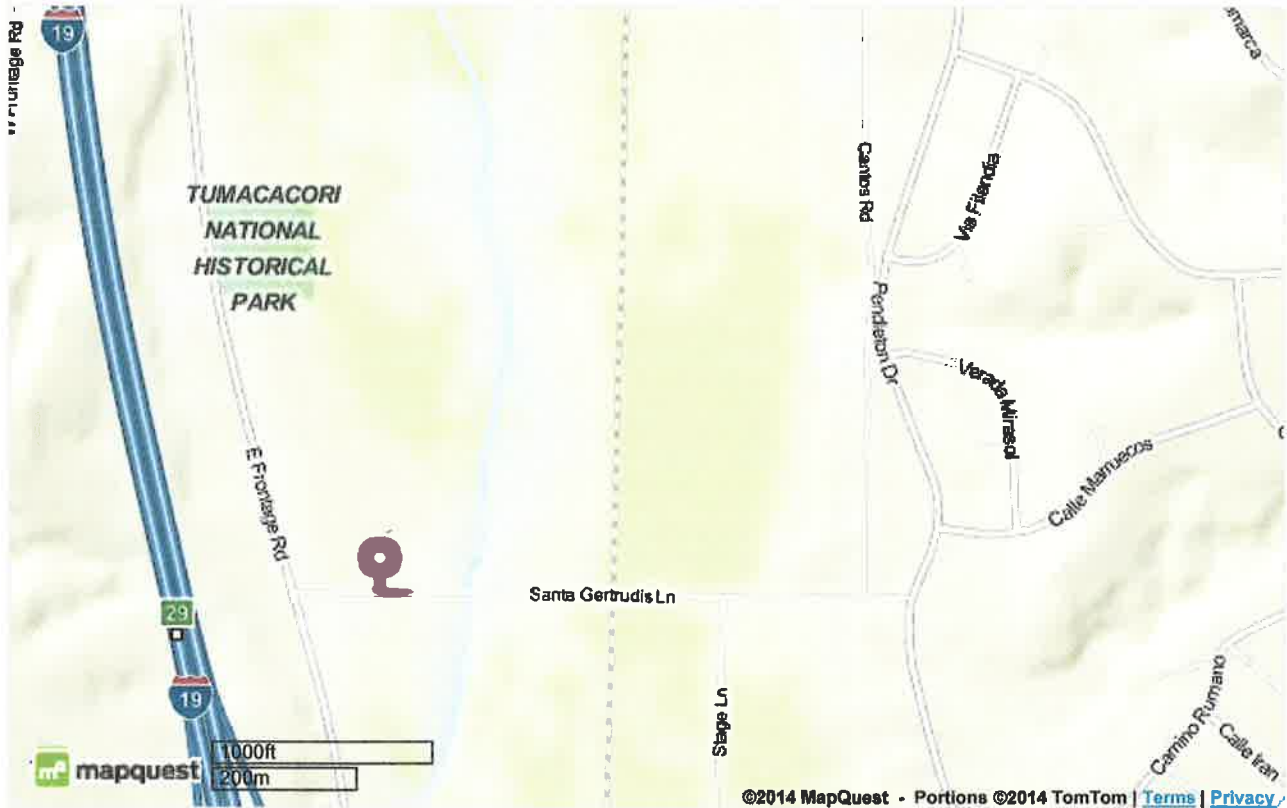 19
W Frontage Rd
TUMACACORI
NATIONAL
HISTORICAL
PARK
Cantos Rd
Via Filandia
Pendleton Dr
Verada Mirasol
Calle Marruecos
E Frontage Rd
Santa Gertrudis Ln
29
19
Stage Ln
Camino Rumano
Calle Iran
1000ft
200m
mapquest
©2014 MapQuest - Portions ©2014 TomTom | Terms | Privacy